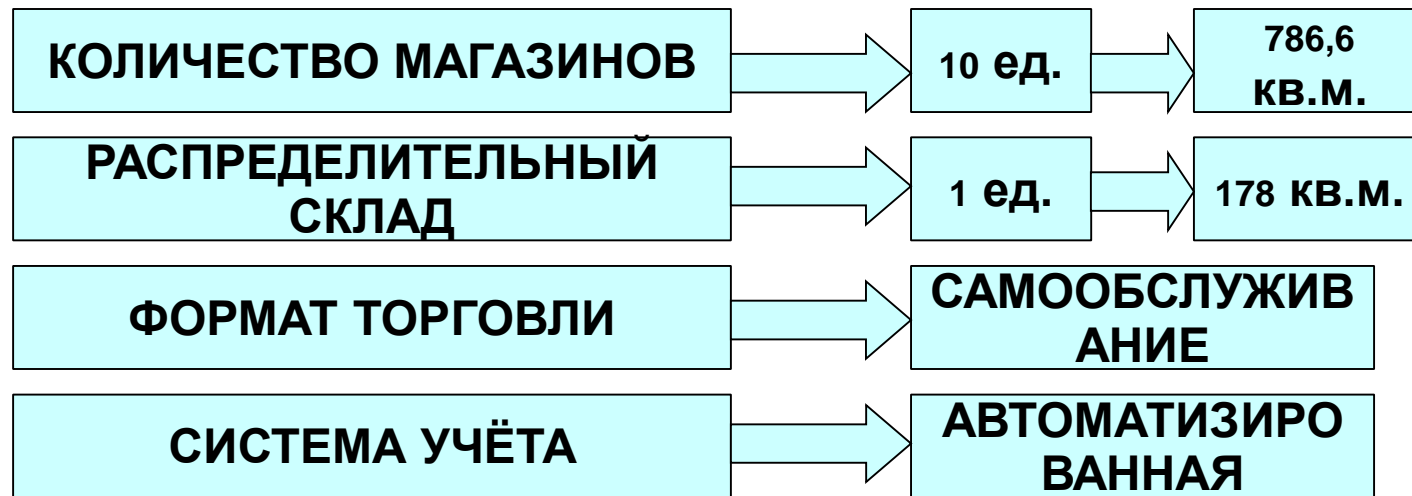 КОЛИЧЕСТВО МАГАЗИНОВ
10 ед.
786,6
кв.м.
РАСПРЕДЕЛИТЕЛЬНЫЙ
СКЛАД
1 ед.
178 кв.м.
ФОРМАТ ТОРГОВЛИ
САМООБСЛУЖИВ
АНИЕ
СИСТЕМА УЧЁТА
АВТОМАТИЗИРО
ВАННАЯ